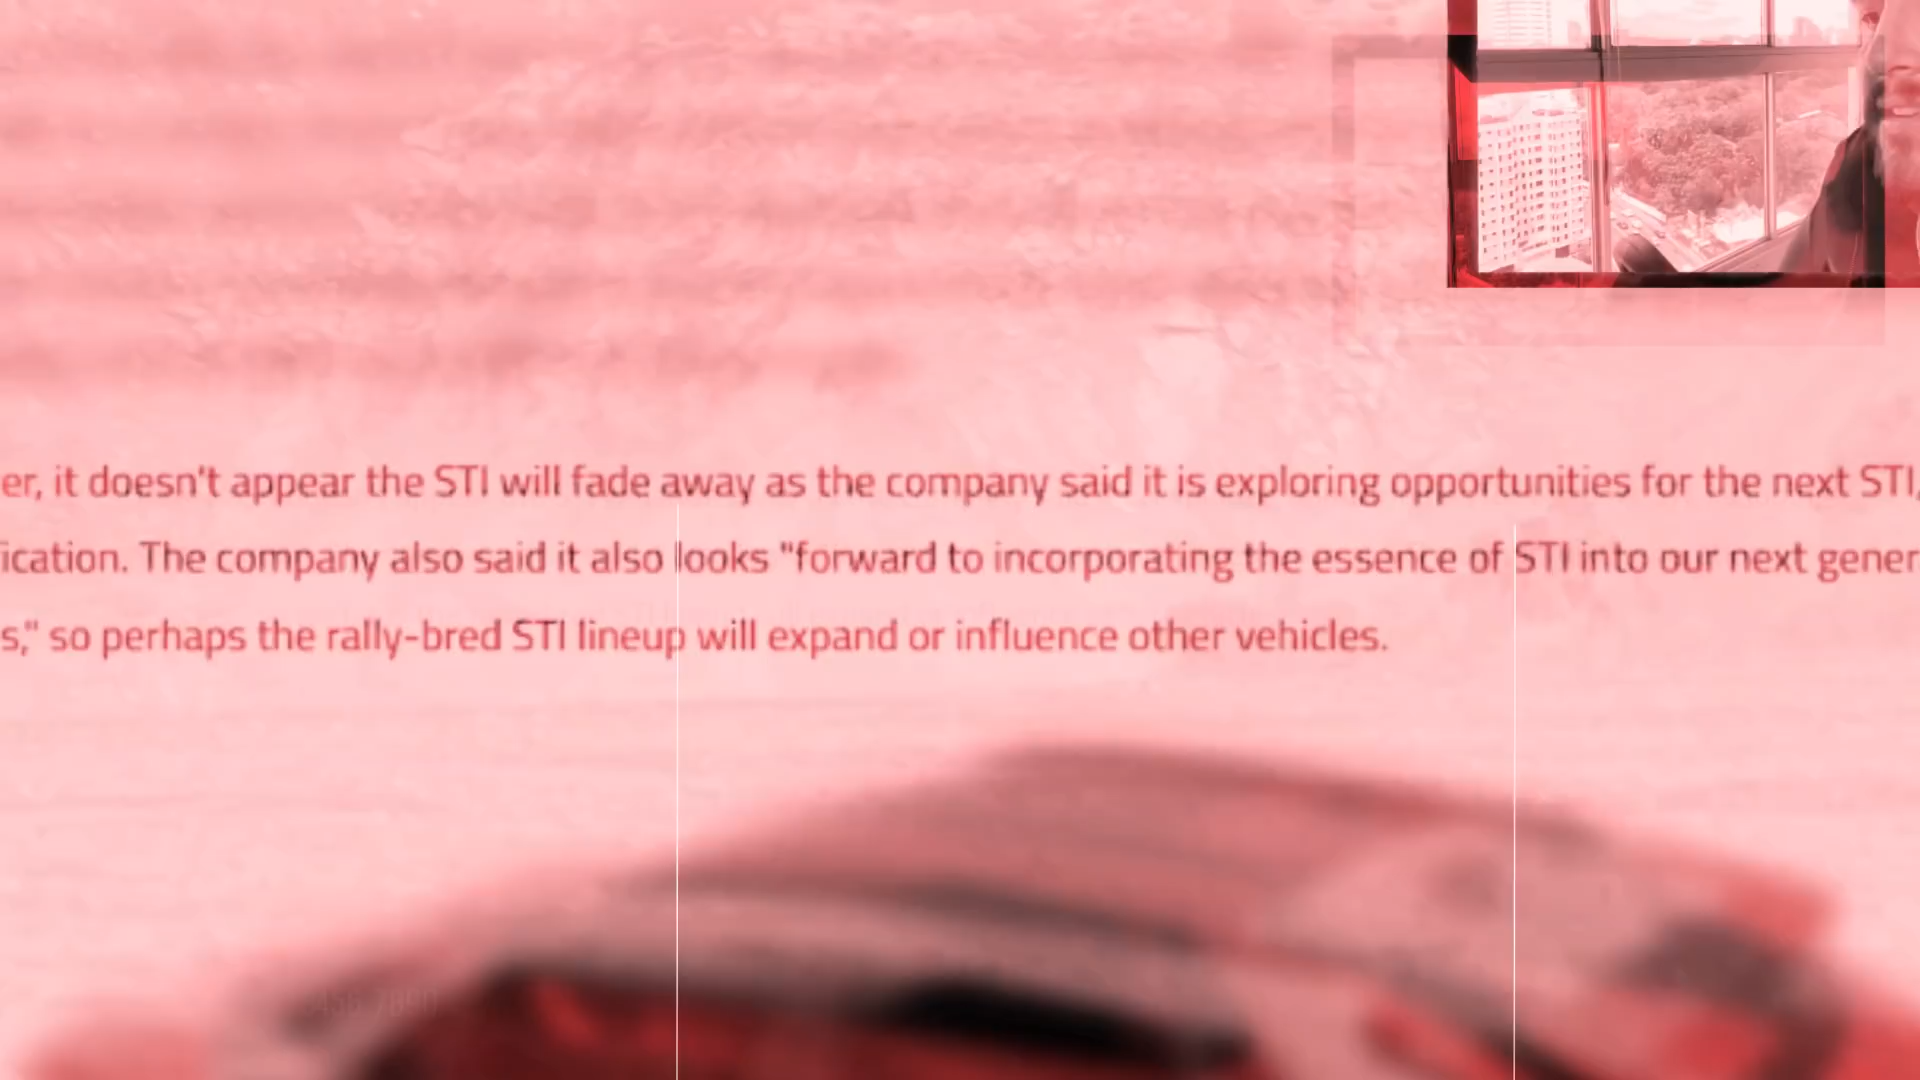 er, it doesn't appear the STI will fade away as the company said it is exploring opportunities for the next STI,
ication. The company also said it also looks "forward to incorporating the essence of STI into our next gener
s," so perhaps the rally-bred STI lineup will expand or influence other vehicles.
456 7890